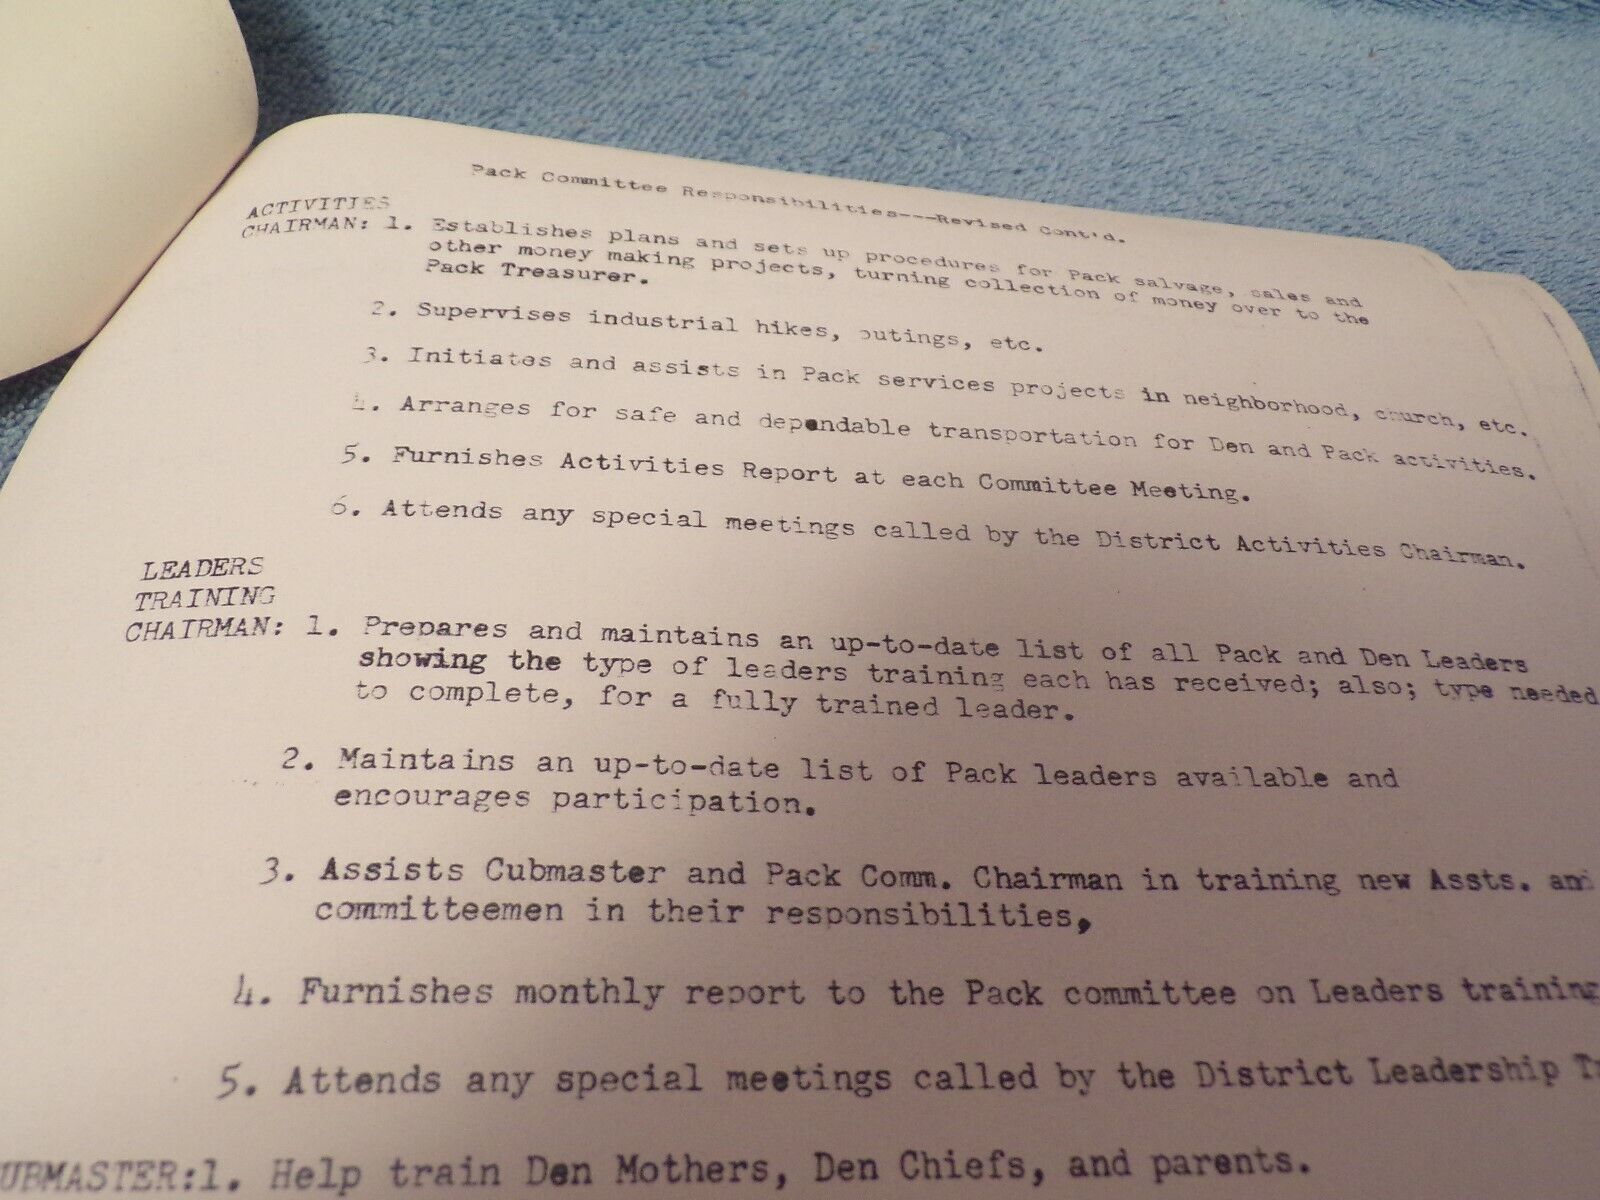 Pack Committee Responsibilities---Revised Cont'd.
ACTIVITIES
CHAIRMAN: 1. Establishes plans and sets up procedures for Pack salvage, sales and
other money making projects, turning collection of money over to the
Pack Treasurer.
2. Supervises industrial hikes, outings, etc.
3. Initiates and assists in Pack services projects in neighborhood, church, etc.
4. Arranges for safe and dependable transportation for Den and Pack activities.
5. Furnishes Activities Report at each Committee Meeting.
6. Attends any special meetings called by the District Activities Chairman.
LEADERS
TRAINING
CHAIRMAN: 1. Prepares and maintains an up-to-date list of all Pack and Den Leaders
showing the type of leaders training each has received; also; type needed
to complete, for a fully trained leader.
2. Maintains an up-to-date list of Pack leaders available and
encourages participation.
3. Assists Cubmaster and Pack Comm. Chairman in training new Assts. and
committeemen in their responsibilities,
4. Furnishes monthly report to the Pack committee on Leaders training
5. Attends any special meetings called by the District Leadership
UBMASTER:1. Help train Den Mothers, Den Chiefs, and parents.